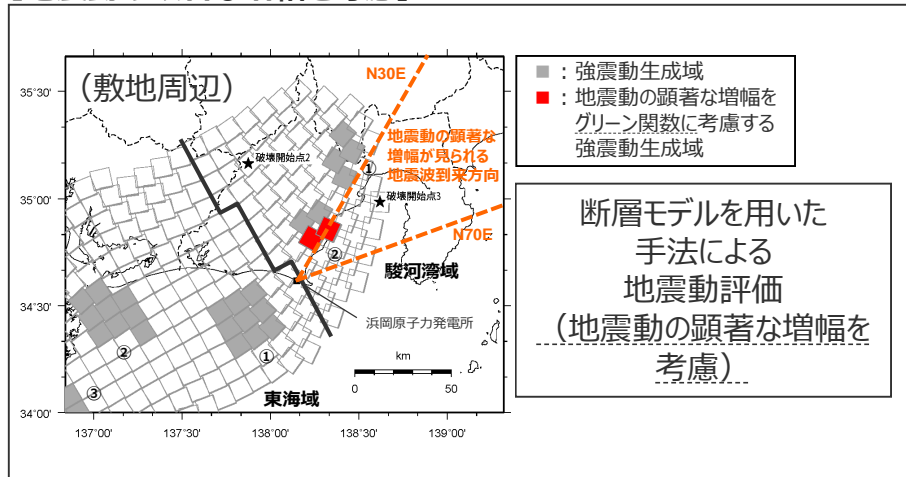 （敷地周辺）
N30E
地震動の顕著な
増幅が見られる
地震波到来方向
破壊開始点2
①
破壊開始点3
N70E
②
駿河湾域
浜岡原子力発電所
②
①
③
東海域
km
0
50
35°30'
35°00'
34°30'
34°00'
137°00'
137°30'
138°00'
138°30'
139°00'
：強震動生成域
：地震動の顕著な増幅を
グリーン関数に考慮する
強震動生成域
断層モデルを用いた
手法による
地震動評価
（地震動の顕著な増幅を
考慮）